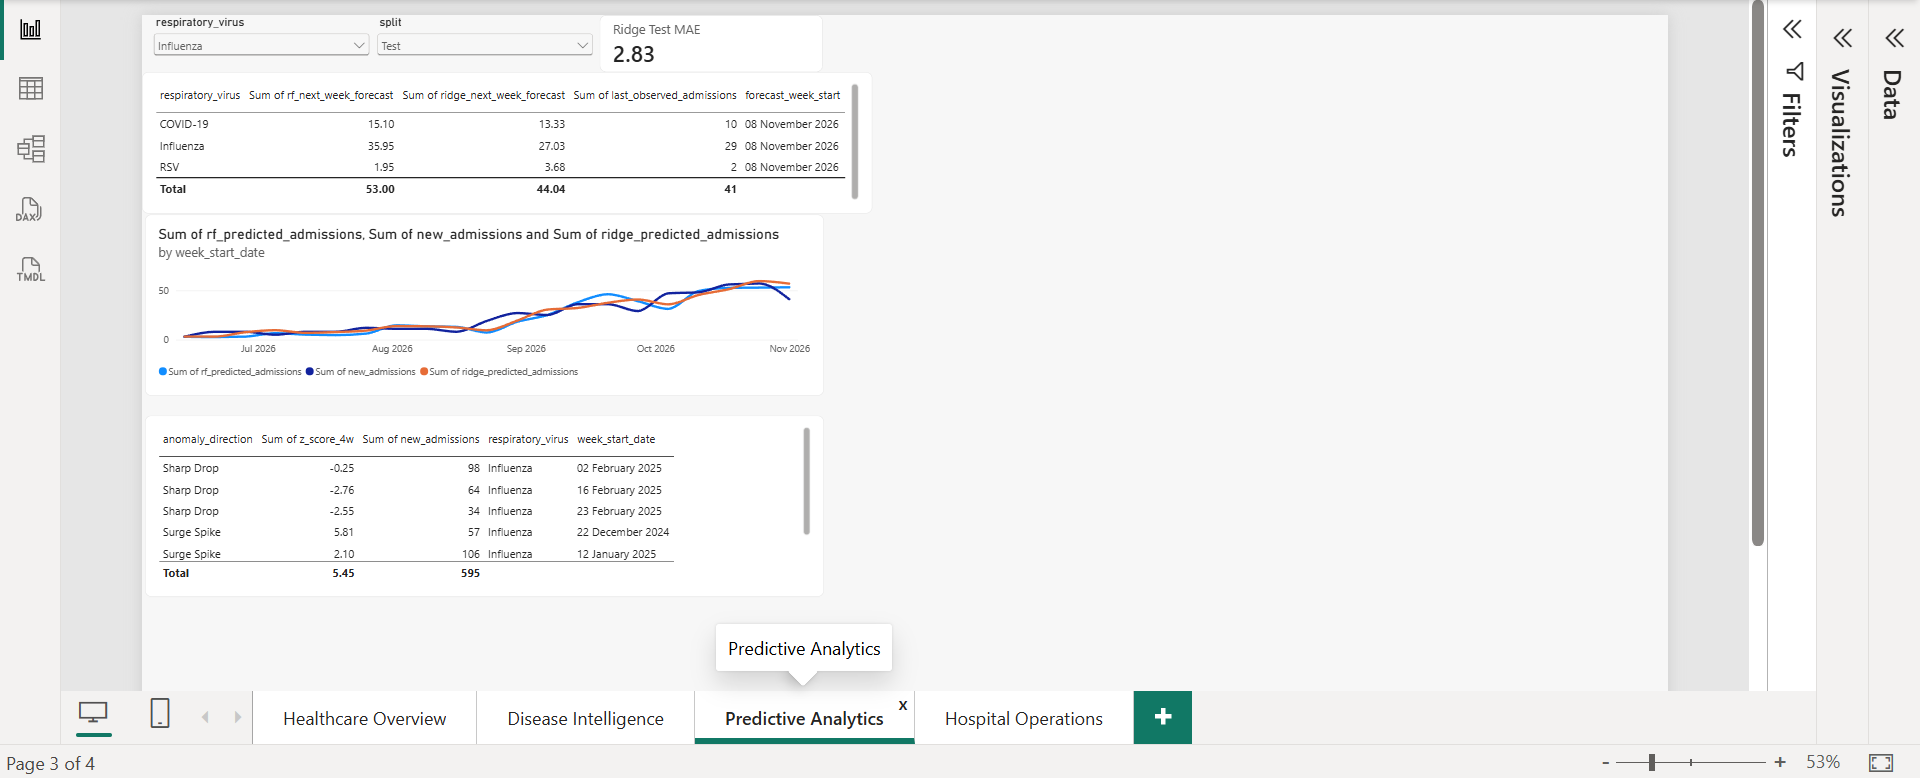 respiratory_virus
split
Influenza
Test
Ridge Test MAE
2.83
respiratory_virus Sum of rf_next_week_forecast Sum of ridge_next_week_forecast Sum of last_observed_admissions forecast_week_start
COVID-19 15.10 13.33 10 08 November 2026
Influenza 35.95 27.03 29 08 November 2026
RSV 1.95 3.68 2 08 November 2026
Total 53.00 44.04 41
Sum of rf_predicted_admissions, Sum of new_admissions and Sum of ridge_predicted_admissions
by week_start_date
50
0
Jul 2026 Aug 2026 Sep 2026 Oct 2026 Nov 2026
Sum of rf_predicted_admissions Sum of new_admissions Sum of ridge_predicted_admissions
anomaly_direction Sum of z_score_4w Sum of new_admissions respiratory_virus week_start_date
Sharp Drop -0.25 98 Influenza 02 February 2025
Sharp Drop -2.76 64 Influenza 16 February 2025
Sharp Drop -2.55 34 Influenza 23 February 2025
Surge Spike 5.81 57 Influenza 22 December 2024
Surge Spike 2.10 106 Influenza 12 January 2025
Total 5.45 595
Predictive Analytics
Healthcare Overview
Disease Intelligence
Predictive Analytics x
Hospital Operations
+
Page 3 of 4
- + 53%
DAX
TMDL
Filters
Visualizations
Data